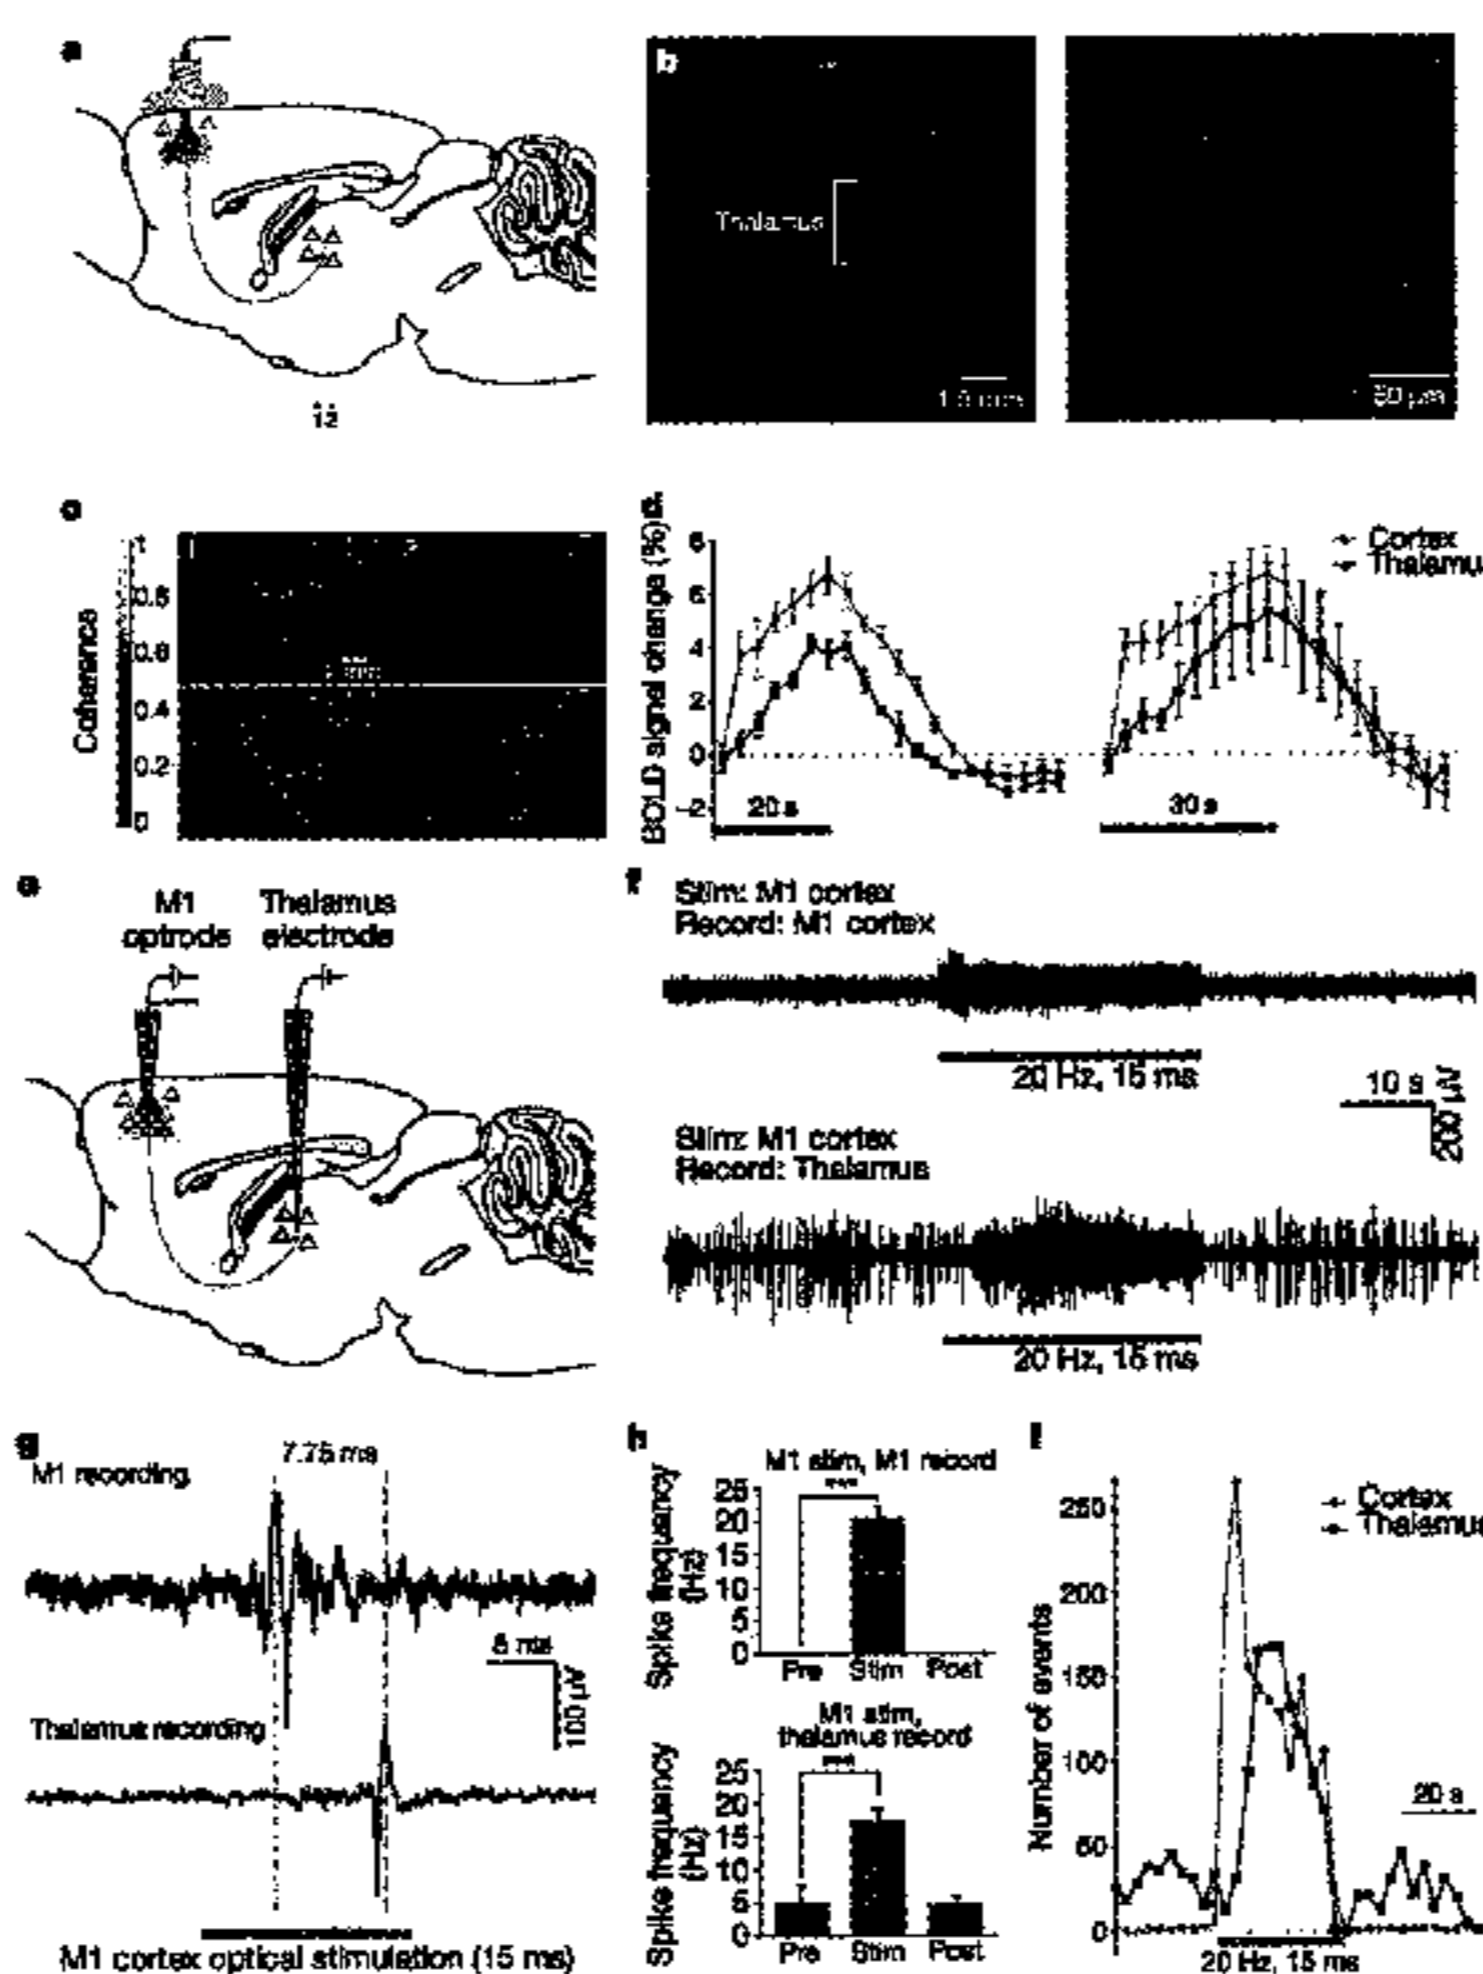 a
b
Thalamus
50 µm
c
Coherence
1
0.8
0.6
0.4
0.2
0
d
BOLD signal change (%)
8
6
4
2
0
–2
20 s
30 s
Cortex
Thalamus
e
M1
optrode
Thalamus
electrode
f
Stim: M1 cortex
Record: M1 cortex
20 Hz, 15 ms
10 s
200 µV
Stim: M1 cortex
Record: Thalamus
20 Hz, 15 ms
g
M1 recording
7.75 ms
5 ms
100 µV
Thalamus recording
M1 cortex optical stimulation (15 ms)
h
M1 stim, M1 record
***
Spike frequency
(Hz)
25
20
15
10
5
0
Pre Stim Post
M1 stim,
thalamus record
***
Spike frequency
(Hz)
25
20
15
10
5
0
Pre Stim Post
i
Number of events
250
200
150
100
50
0
Cortex
Thalamus
20 s
20 Hz, 15 ms